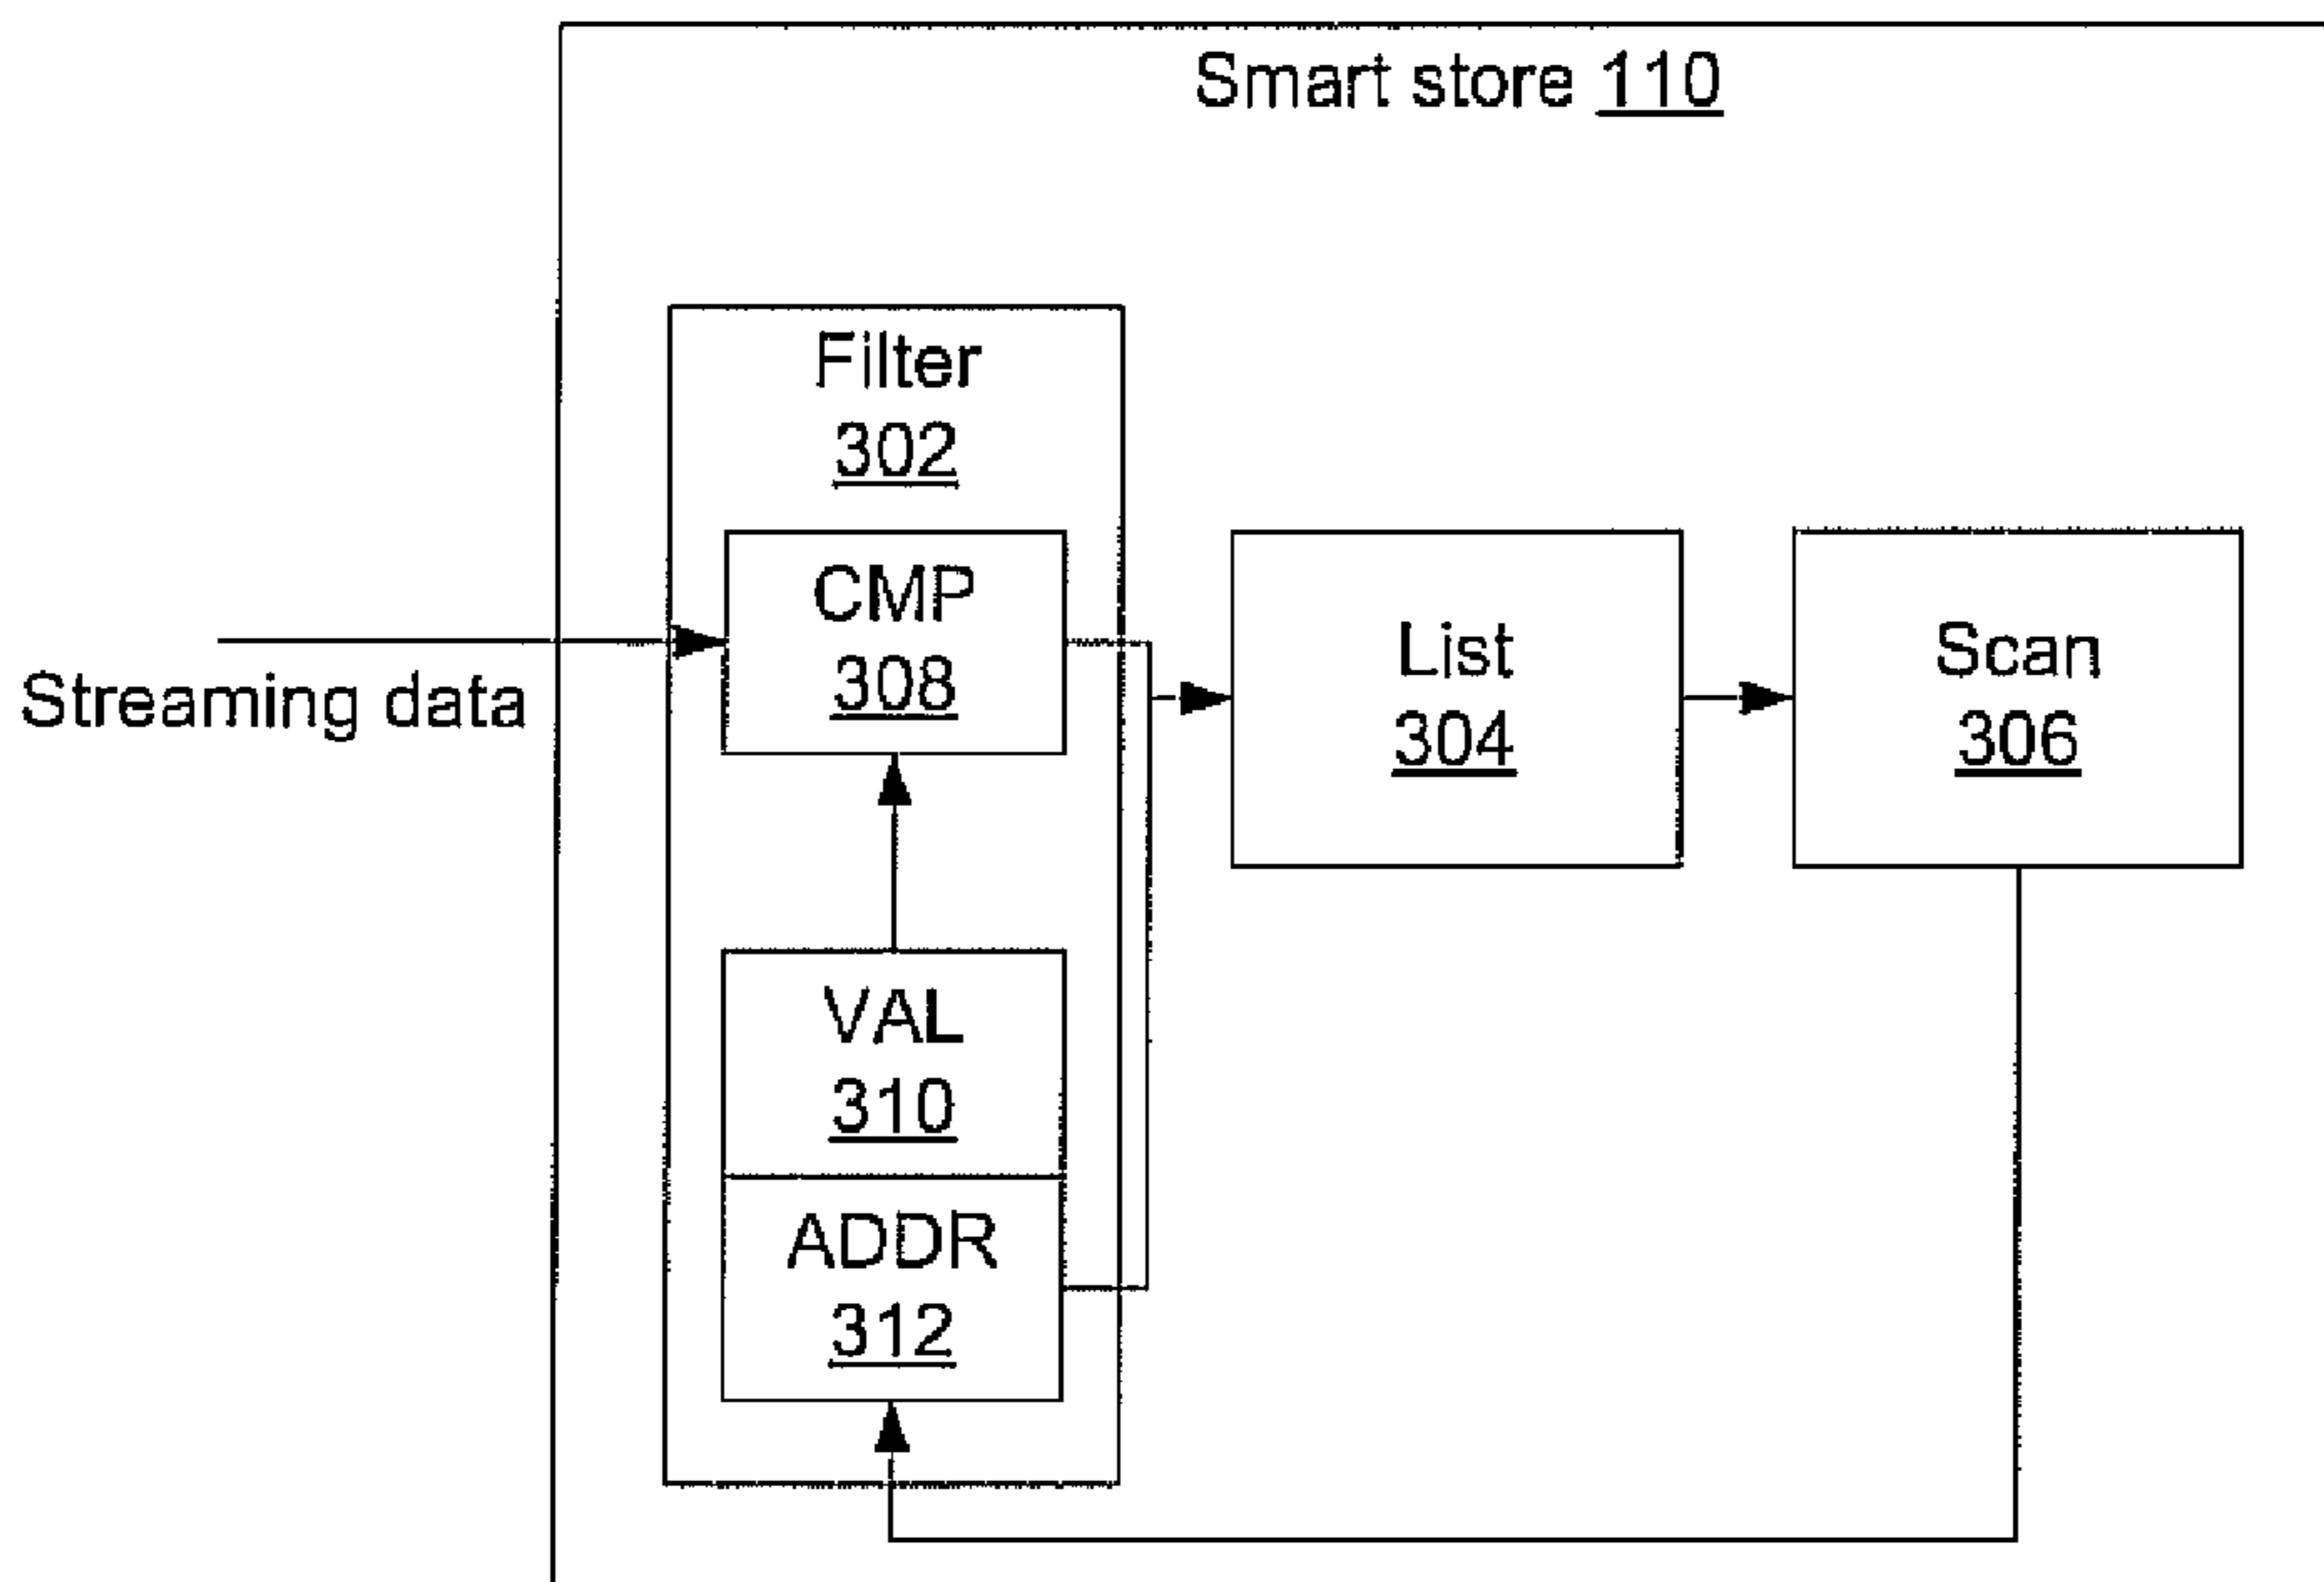 Smart store 110
Filter
302
CMP
308
Streaming data
List
304
Scan
306
VAL
310
ADDR
312